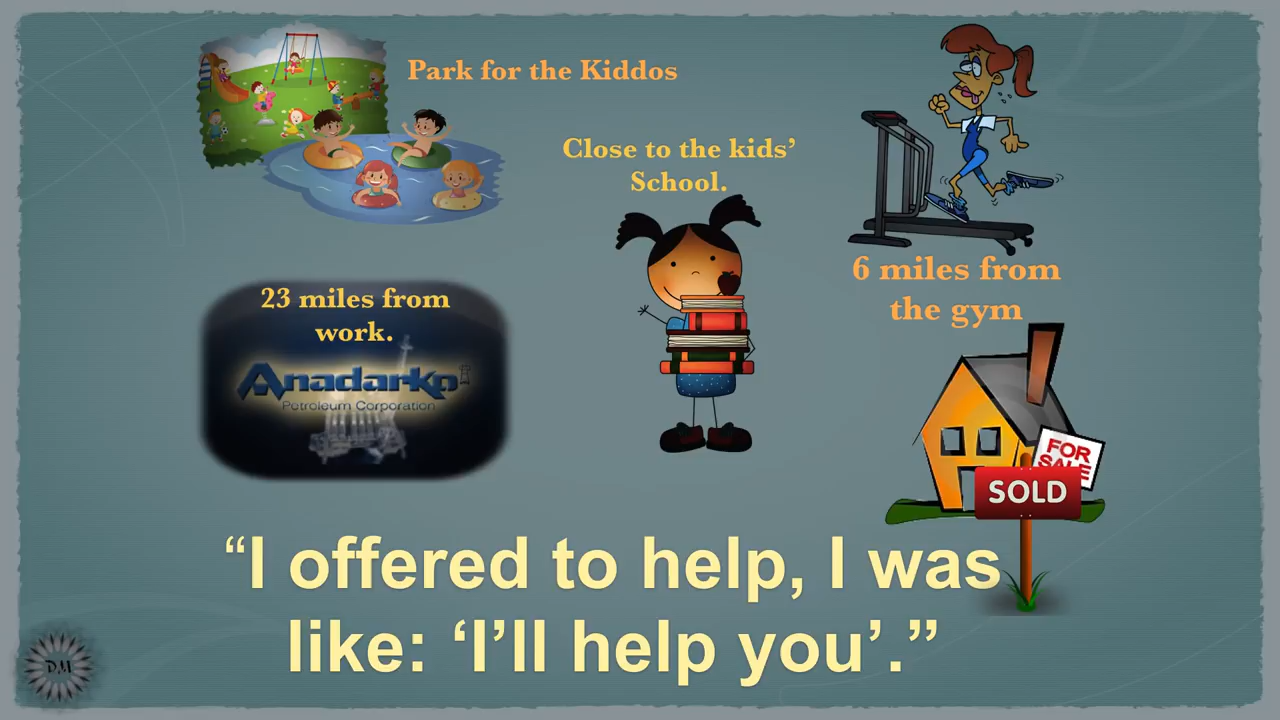 Park for the Kiddos
Close to the kids’
School.
6 miles from
the gym
23 miles from
work.
Anadarko
Petroleum Corporation
FOR
SALE
SOLD
“I offered to help, I was
like: ‘I’ll help you’.”
DM